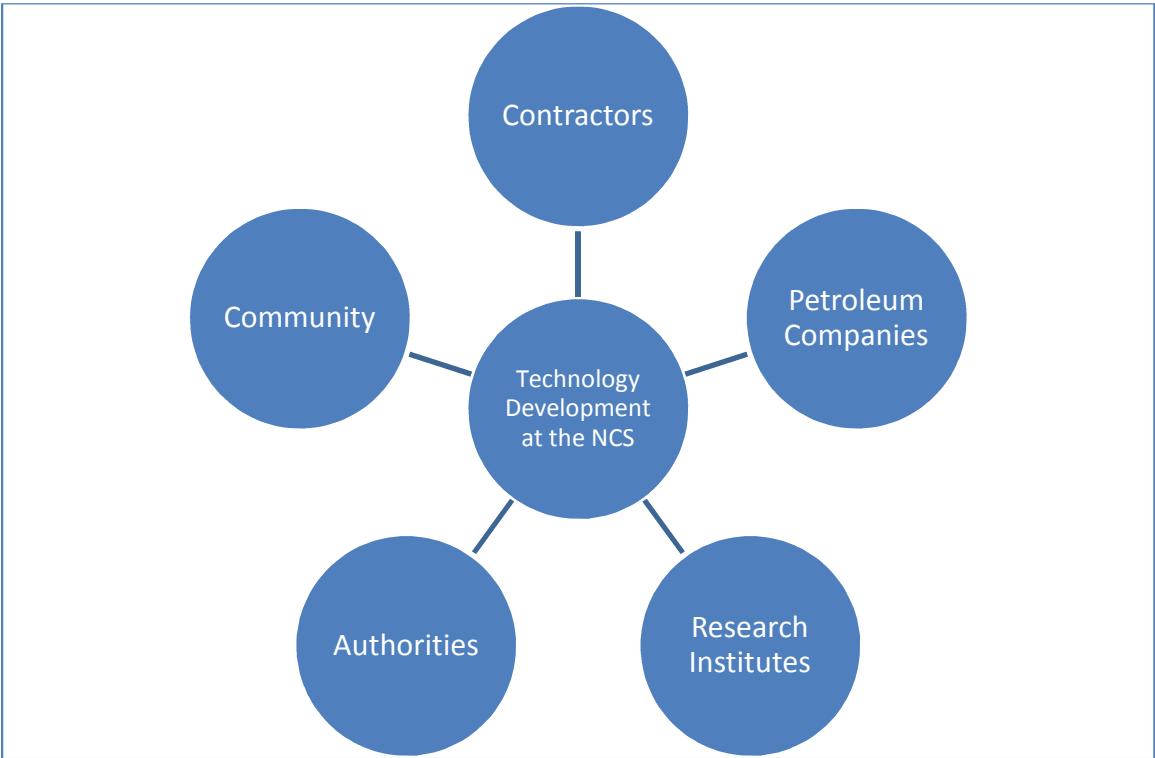 Contractors
Community
Petroleum
Companies
Technology
Development
at the NCS
Authorities
Research
Institutes